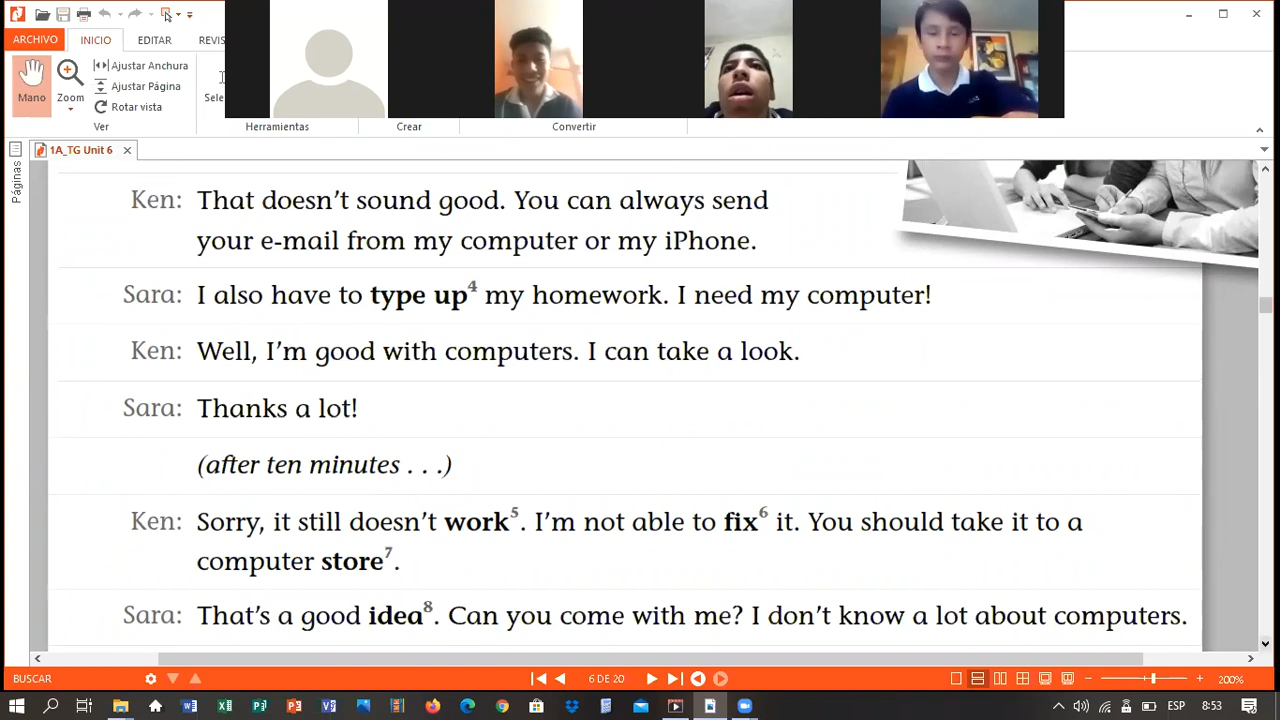 ARCHIVO INICIO EDITAR REVIS
Mano Zoom Ajustar Anchura
Ajustar Página
Rotar vista
Sele
Ver Herramientas Crear Convertir
1A_TG Unit 6
Páginas
Ken: That doesn't sound good. You can always send
your e-mail from my computer or my iPhone.
Sara: I also have to type up⁴ my homework. I need my computer!
Ken: Well, I'm good with computers. I can take a look.
Sara: Thanks a lot!
(after ten minutes . . .)
Ken: Sorry, it still doesn't work⁵. I'm not able to fix⁶ it. You should take it to a
computer store⁷.
Sara: That's a good idea⁸. Can you come with me? I don't know a lot about computers.
BUSCAR 6 DE 20 200%
ESP 8:53